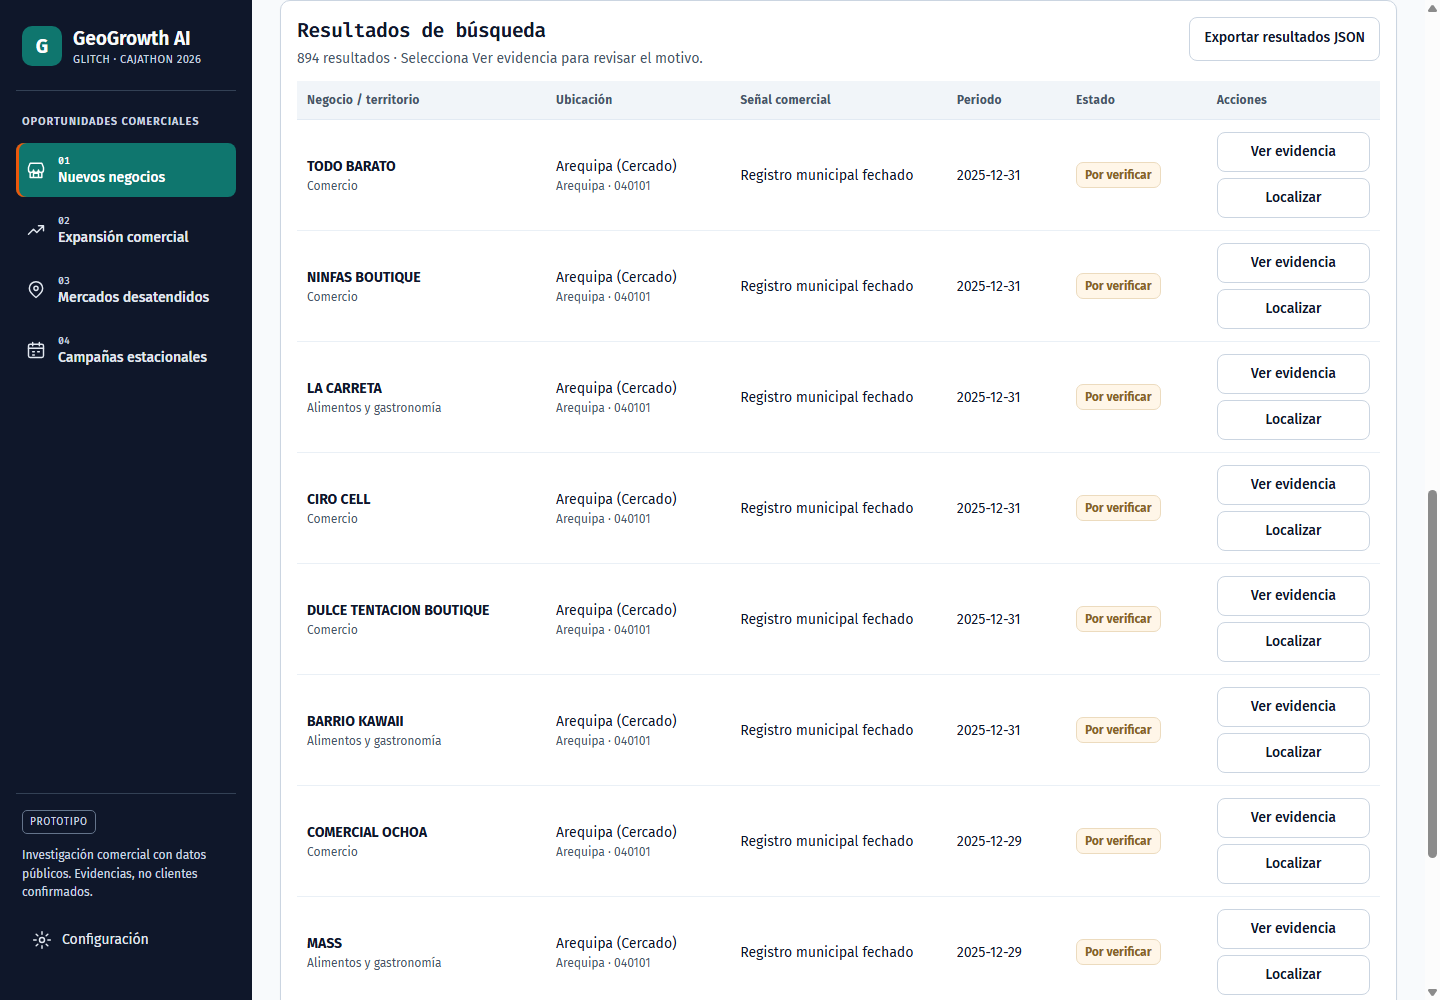 G
GeoGrowth AI
GLITCH · CAJATHON 2026
OPORTUNIDADES COMERCIALES
01
Nuevos negocios
02
Expansión comercial
03
Mercados desatendidos
04
Campañas estacionales
PROTOTIPO
Investigación comercial con datos
públicos. Evidencias, no clientes
confirmados.
Configuración
Resultados de búsqueda
894 resultados · Selecciona Ver evidencia para revisar el motivo.
Exportar resultados JSON
Negocio / territorio Ubicación Señal comercial Periodo Estado Acciones
TODO BARATO
Comercio
Arequipa (Cercado)
Arequipa · 040101
Registro municipal fechado
2025-12-31
Por verificar
Ver evidencia
Localizar
NINFAS BOUTIQUE
Comercio
Arequipa (Cercado)
Arequipa · 040101
Registro municipal fechado
2025-12-31
Por verificar
Ver evidencia
Localizar
LA CARRETA
Alimentos y gastronomía
Arequipa (Cercado)
Arequipa · 040101
Registro municipal fechado
2025-12-31
Por verificar
Ver evidencia
Localizar
CIRO CELL
Comercio
Arequipa (Cercado)
Arequipa · 040101
Registro municipal fechado
2025-12-31
Por verificar
Ver evidencia
Localizar
DULCE TENTACION BOUTIQUE
Comercio
Arequipa (Cercado)
Arequipa · 040101
Registro municipal fechado
2025-12-31
Por verificar
Ver evidencia
Localizar
BARRIO KAWAII
Alimentos y gastronomía
Arequipa (Cercado)
Arequipa · 040101
Registro municipal fechado
2025-12-31
Por verificar
Ver evidencia
Localizar
COMERCIAL OCHOA
Comercio
Arequipa (Cercado)
Arequipa · 040101
Registro municipal fechado
2025-12-29
Por verificar
Ver evidencia
Localizar
MASS
Alimentos y gastronomía
Arequipa (Cercado)
Arequipa · 040101
Registro municipal fechado
2025-12-29
Por verificar
Ver evidencia
Localizar